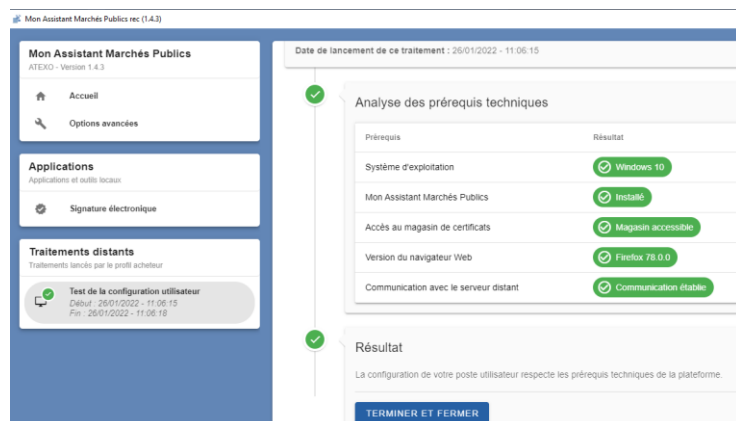 Mon Assistant Marchés Publics rec (1.4.3)
Mon Assistant Marchés Publics
ATEXO - Version 1.4.3
Accueil
Options avancées
Applications
Applications et outils locaux
Signature électronique
Traitements distants
Traitements lancés par le profil acheteur
Test de la configuration utilisateur
Début : 26/01/2022 - 11:06:15
Fin : 26/01/2022 - 11:06:18
Date de lancement de ce traitement : 26/01/2022 - 11:06:15
Analyse des prérequis techniques
Prérequis Résultat
Système d'exploitation Windows 10
Mon Assistant Marchés Publics Installé
Accès au magasin de certificats Magasin accessible
Version du navigateur Web Firefox 78.0.0
Communication avec le serveur distant Communication établie
Résultat
La configuration de votre poste utilisateur respecte les prérequis techniques de la plateforme.
TERMINER ET FERMER